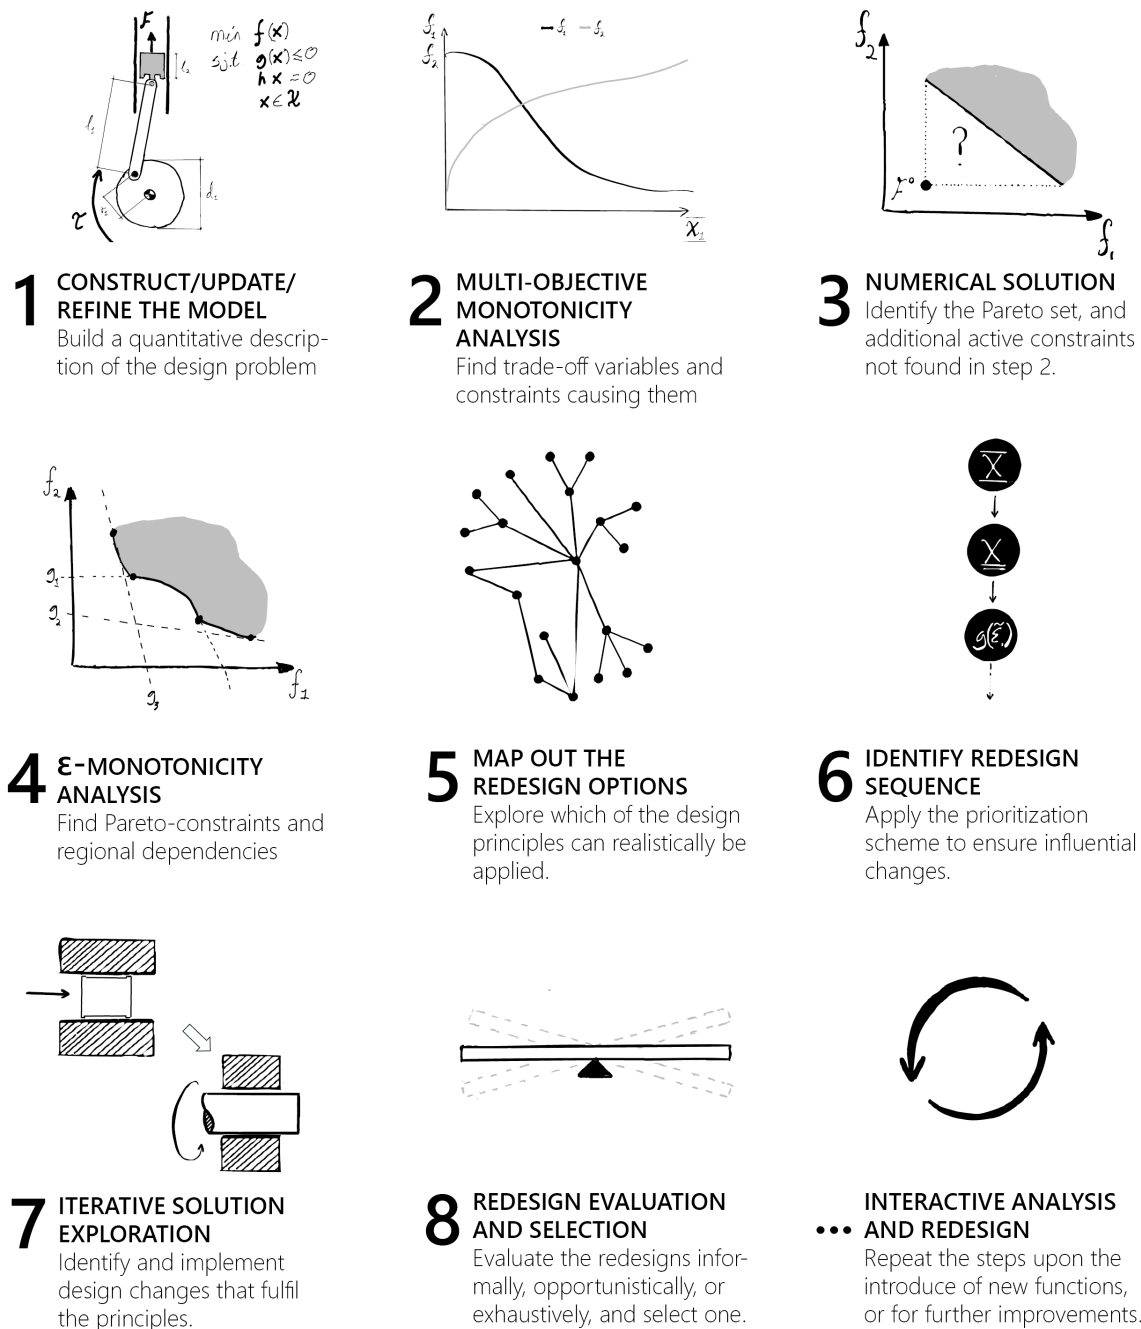 F
min f(x)
s.j.t g(x)≤0
h x =0
x∈X
l₂
l₁
d₁
r₁
τ
f₁
f₂
f₁ f₂
x₁
f₂
?
F°
f₁
1 CONSTRUCT/UPDATE/
REFINE THE MODEL
Build a quantitative descrip-
tion of the design problem
2 MULTI-OBJECTIVE
MONOTONICITY
ANALYSIS
Find trade-off variables and
constraints causing them
3 NUMERICAL SOLUTION
Identify the Pareto set, and
additional active constraints
not found in step 2.
f₂
g₁
g₂
g₃
f₁
X
X
g(ε̃.)
4 ε-MONOTONICITY
ANALYSIS
Find Pareto-constraints and
regional dependencies
5 MAP OUT THE
REDESIGN OPTIONS
Explore which of the design
principles can realistically be
applied.
6 IDENTIFY REDESIGN
SEQUENCE
Apply the prioritization
scheme to ensure influential
changes.
7 ITERATIVE SOLUTION
EXPLORATION
Identify and implement
design changes that fulfil
the principles.
8 REDESIGN EVALUATION
AND SELECTION
Evaluate the redesigns infor-
mally, opportunistically, or
exhaustively, and select one.
... INTERACTIVE ANALYSIS
AND REDESIGN
Repeat the steps upon the
introduce of new functions,
or for further improvements.